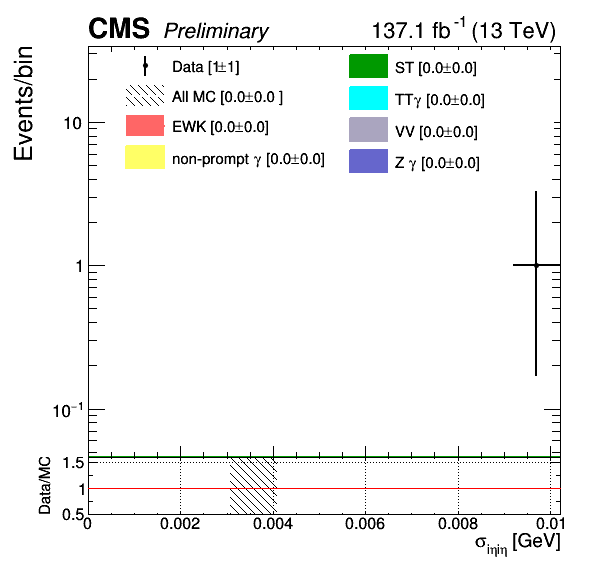 CMS Preliminary 137.1 fb⁻¹ (13 TeV)
Events/bin
Data [1±1]
All MC [0.0±0.0 ]
EWK [0.0±0.0]
non-prompt γ [0.0±0.0]
ST [0.0±0.0]
TTγ [0.0±0.0]
VV [0.0±0.0]
Z γ [0.0±0.0]
10
1
10⁻¹
Data/MC
1.5
1
0.5
0 0.002 0.004 0.006 0.008 0.01
σiηiη [GeV]